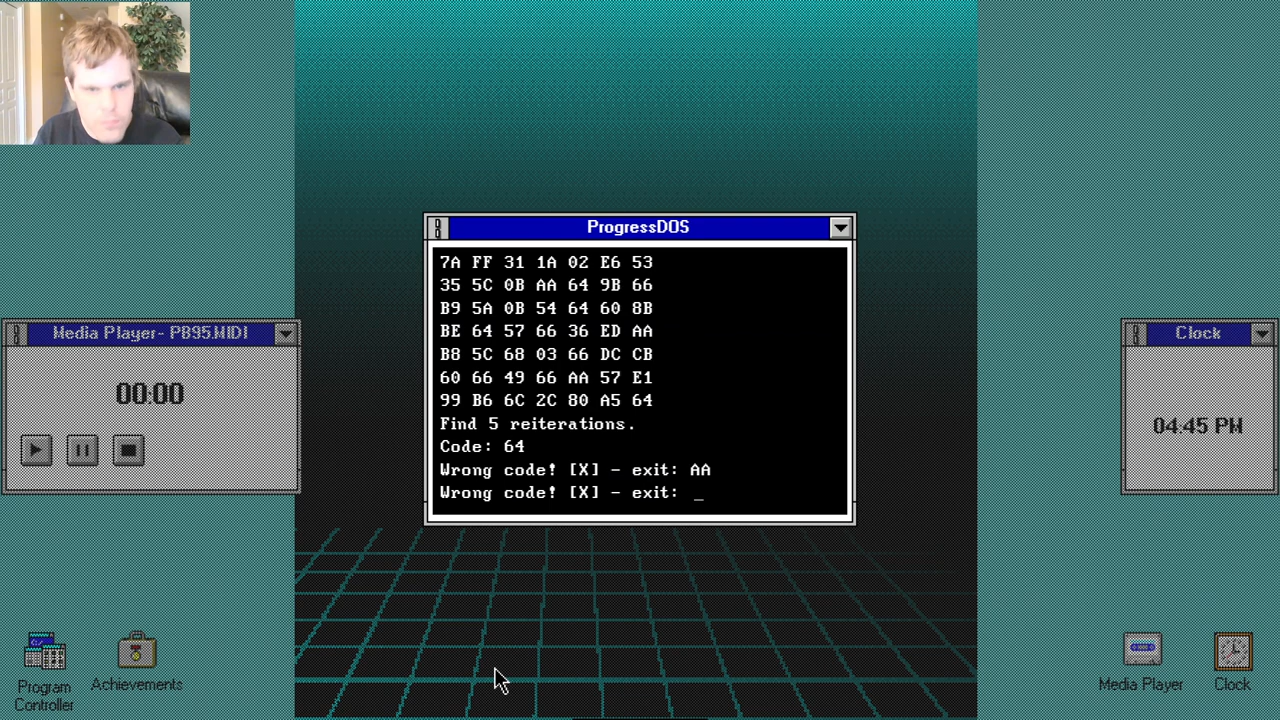 ProgressDOS
7A FF 31 1A 02 E6 53
35 5C 0B AA 64 9B 66
B9 5A 0B 54 64 60 8B
BE 64 57 66 36 ED AA
B8 5C 68 03 66 DC CB
60 66 49 66 AA 57 E1
99 B6 6C 2C 80 A5 64
Find 5 reiterations.
Code: 64
Wrong code! [X] - exit: AA
Wrong code! [X] - exit: _
Media Player- PB95.MIDI
00:00
Clock
04:45 PM
Program
Controller
Achievements
Media Player
Clock